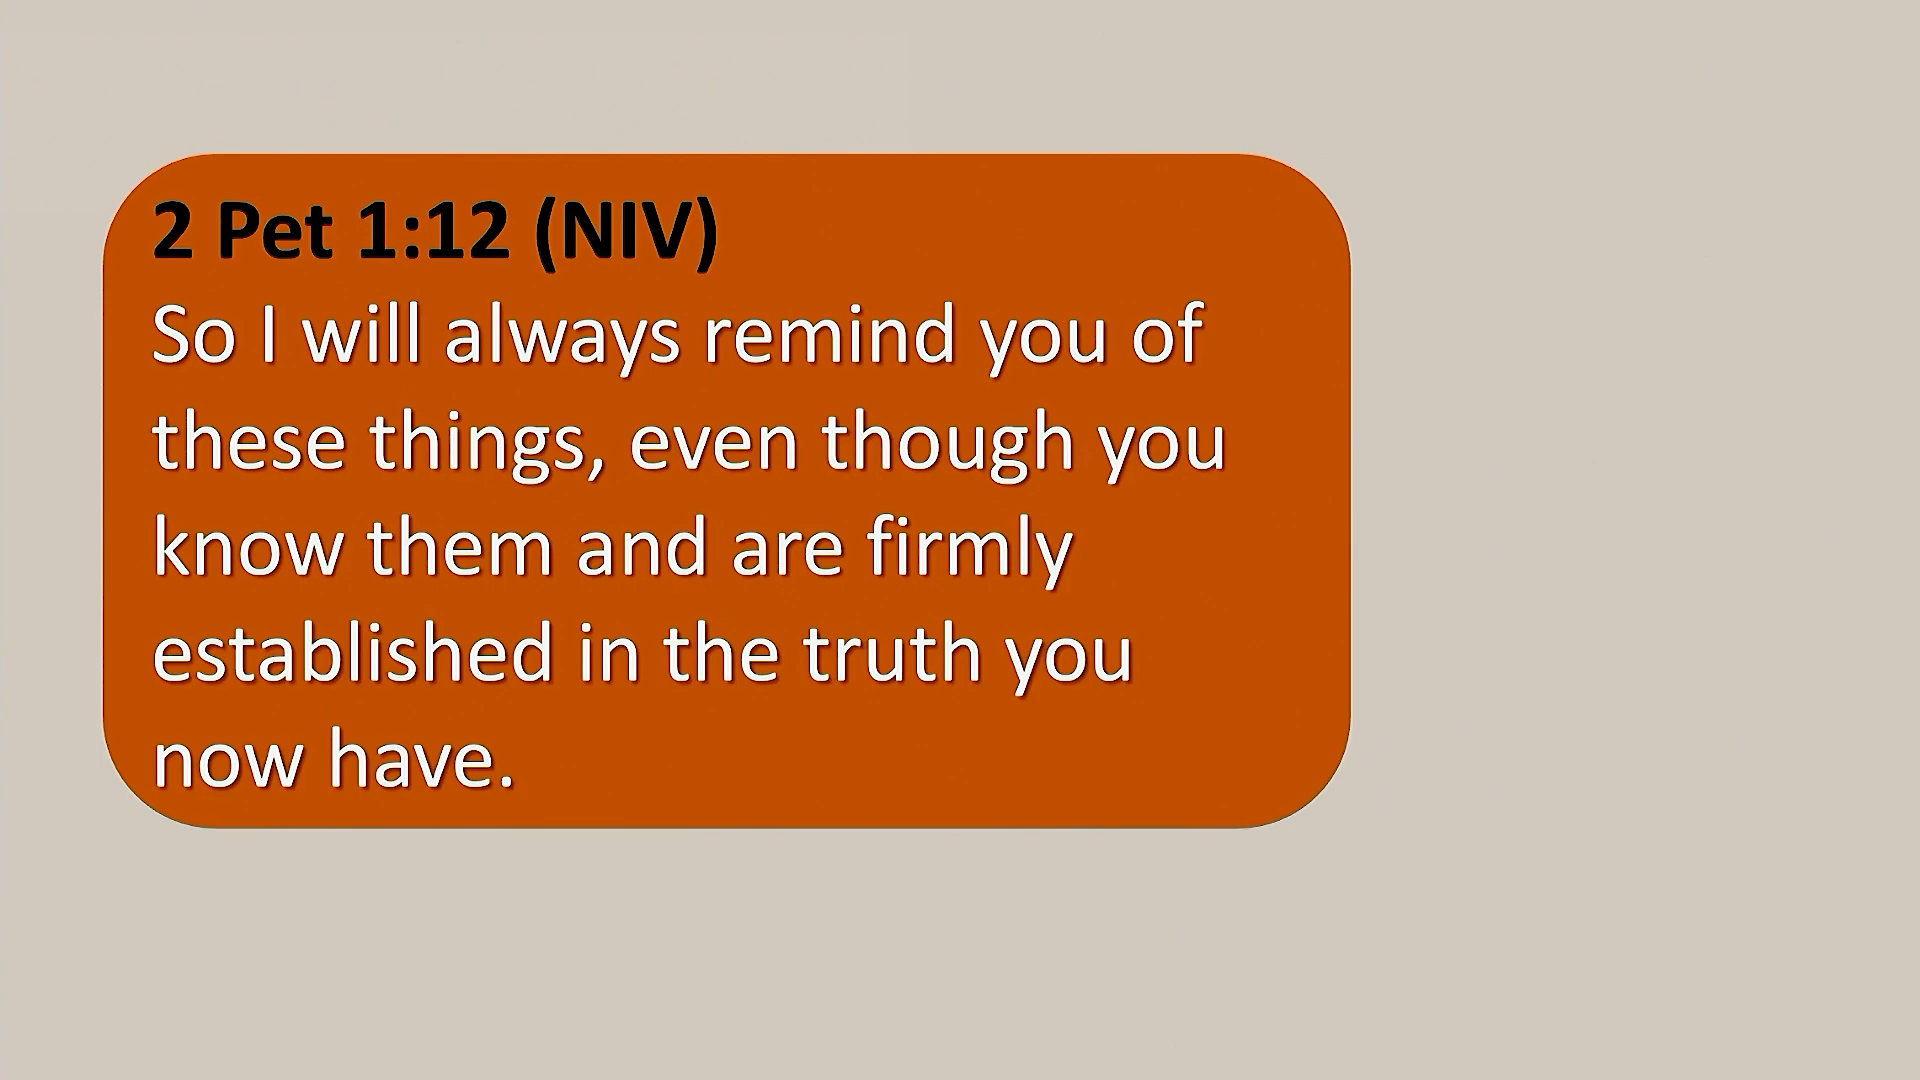 2 Pet 1:12 (NIV)
So I will always remind you of
these things, even though you
know them and are firmly
established in the truth you
now have.